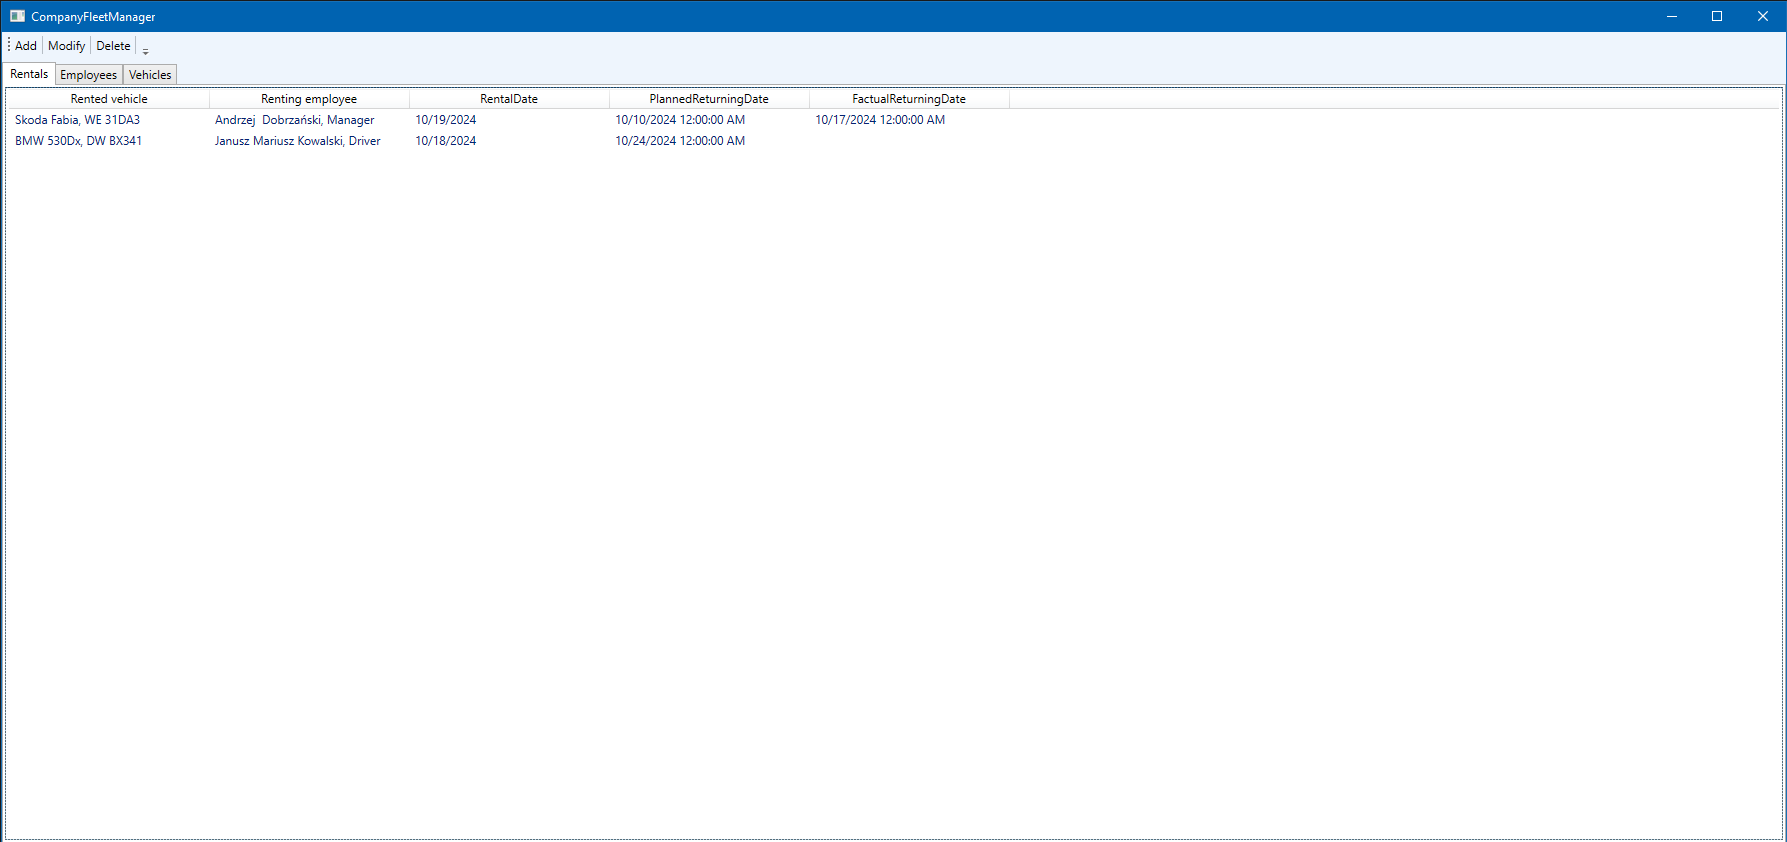 CompanyFleetManager
Add Modify Delete
Rentals Employees Vehicles
Rented vehicle Renting employee RentalDate PlannedReturningDate FactualReturningDate
Skoda Fabia, WE 31DA3 Andrzej  Dobrzański, Manager 10/19/2024 10/10/2024 12:00:00 AM 10/17/2024 12:00:00 AM
BMW 530Dx, DW BX341 Janusz Mariusz Kowalski, Driver 10/18/2024 10/24/2024 12:00:00 AM